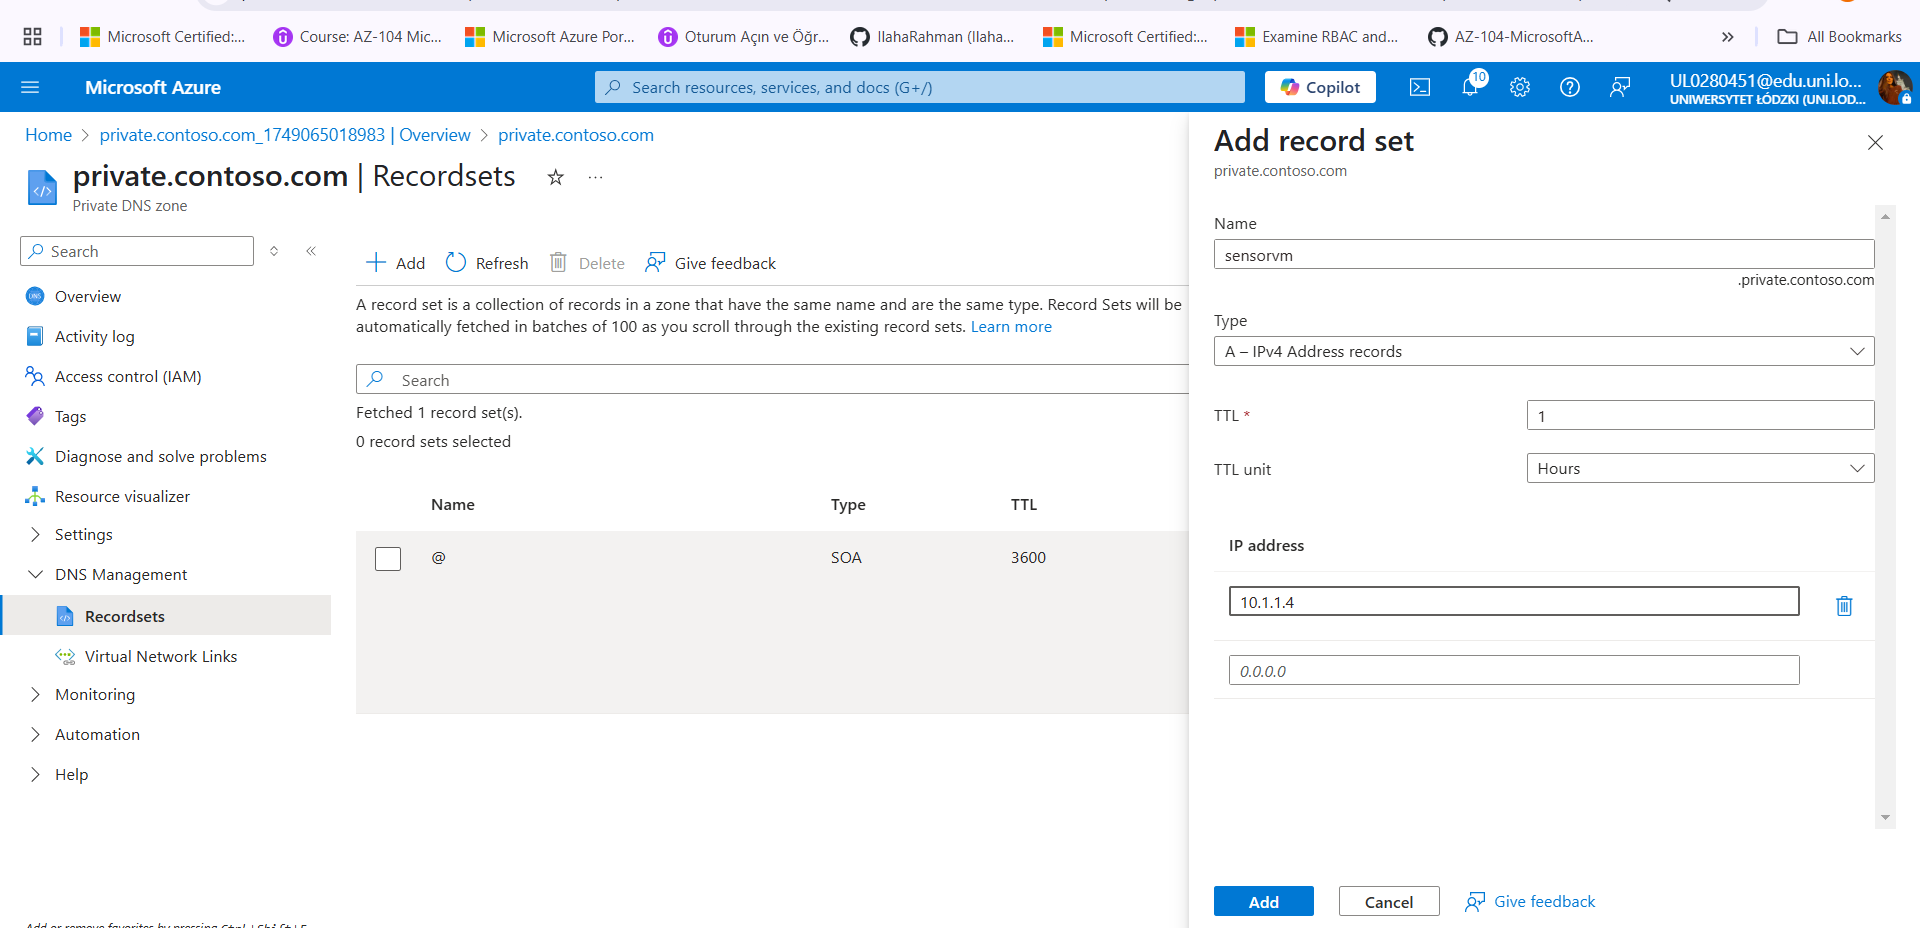 Microsoft Certified:...
Course: AZ-104 Mic...
Microsoft Azure Por...
Oturum Açın ve Öğr...
IlahaRahman (Ilaha...
Microsoft Certified:...
Examine RBAC and...
AZ-104-MicrosoftA...
All Bookmarks
Microsoft Azure
Search resources, services, and docs (G+/)
Copilot
10
UL0280451@edu.uni.lo...
UNIWERSYTET ŁÓDZKI (UNI.LOD...
Home > private.contoso.com_1749065018983 | Overview > private.contoso.com
private.contoso.com | Recordsets
Private DNS zone
Search
Overview
Activity log
Access control (IAM)
Tags
Diagnose and solve problems
Resource visualizer
Settings
DNS Management
Recordsets
Virtual Network Links
Monitoring
Automation
Help
Add Refresh Delete Give feedback
A record set is a collection of records in a zone that have the same name and are the same type. Record Sets will be
automatically fetched in batches of 100 as you scroll through the existing record sets. Learn more
Search
Fetched 1 record set(s).
0 record sets selected
Name Type TTL
@ SOA 3600
Add record set
private.contoso.com
Name
sensorvm
.private.contoso.com
Type
A – IPv4 Address records
TTL * 1
TTL unit Hours
IP address
10.1.1.4
0.0.0.0
Add Cancel Give feedback